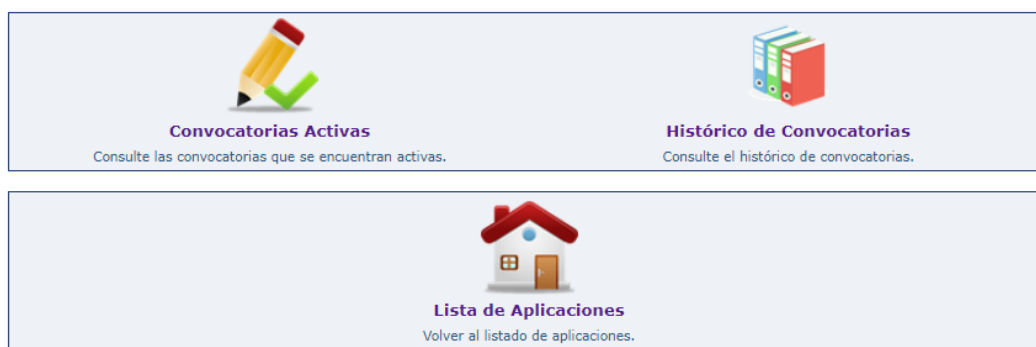 Convocatorias Activas
Consulte las convocatorias que se encuentran activas.
Histórico de Convocatorias
Consulte el histórico de convocatorias.
Lista de Aplicaciones
Volver al listado de aplicaciones.